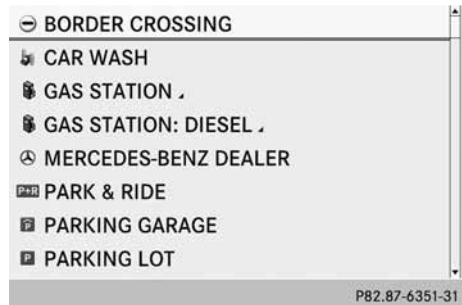 BORDER CROSSING
CAR WASH
GAS STATION
GAS STATION: DIESEL
MERCEDES-BENZ DEALER
P+R PARK & RIDE
P PARKING GARAGE
P PARKING LOT
P82.87-6351-31